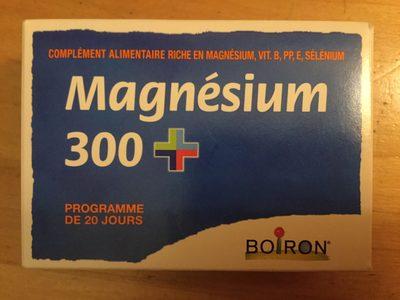 COMPLÉMENT ALIMENTAIRE RICHE EN MAGNÉSIUM, VIT. B, PP, E, SÉLÉNIUM
Magnésium
300+
PROGRAMME
DE 20 JOURS
BOIRON®